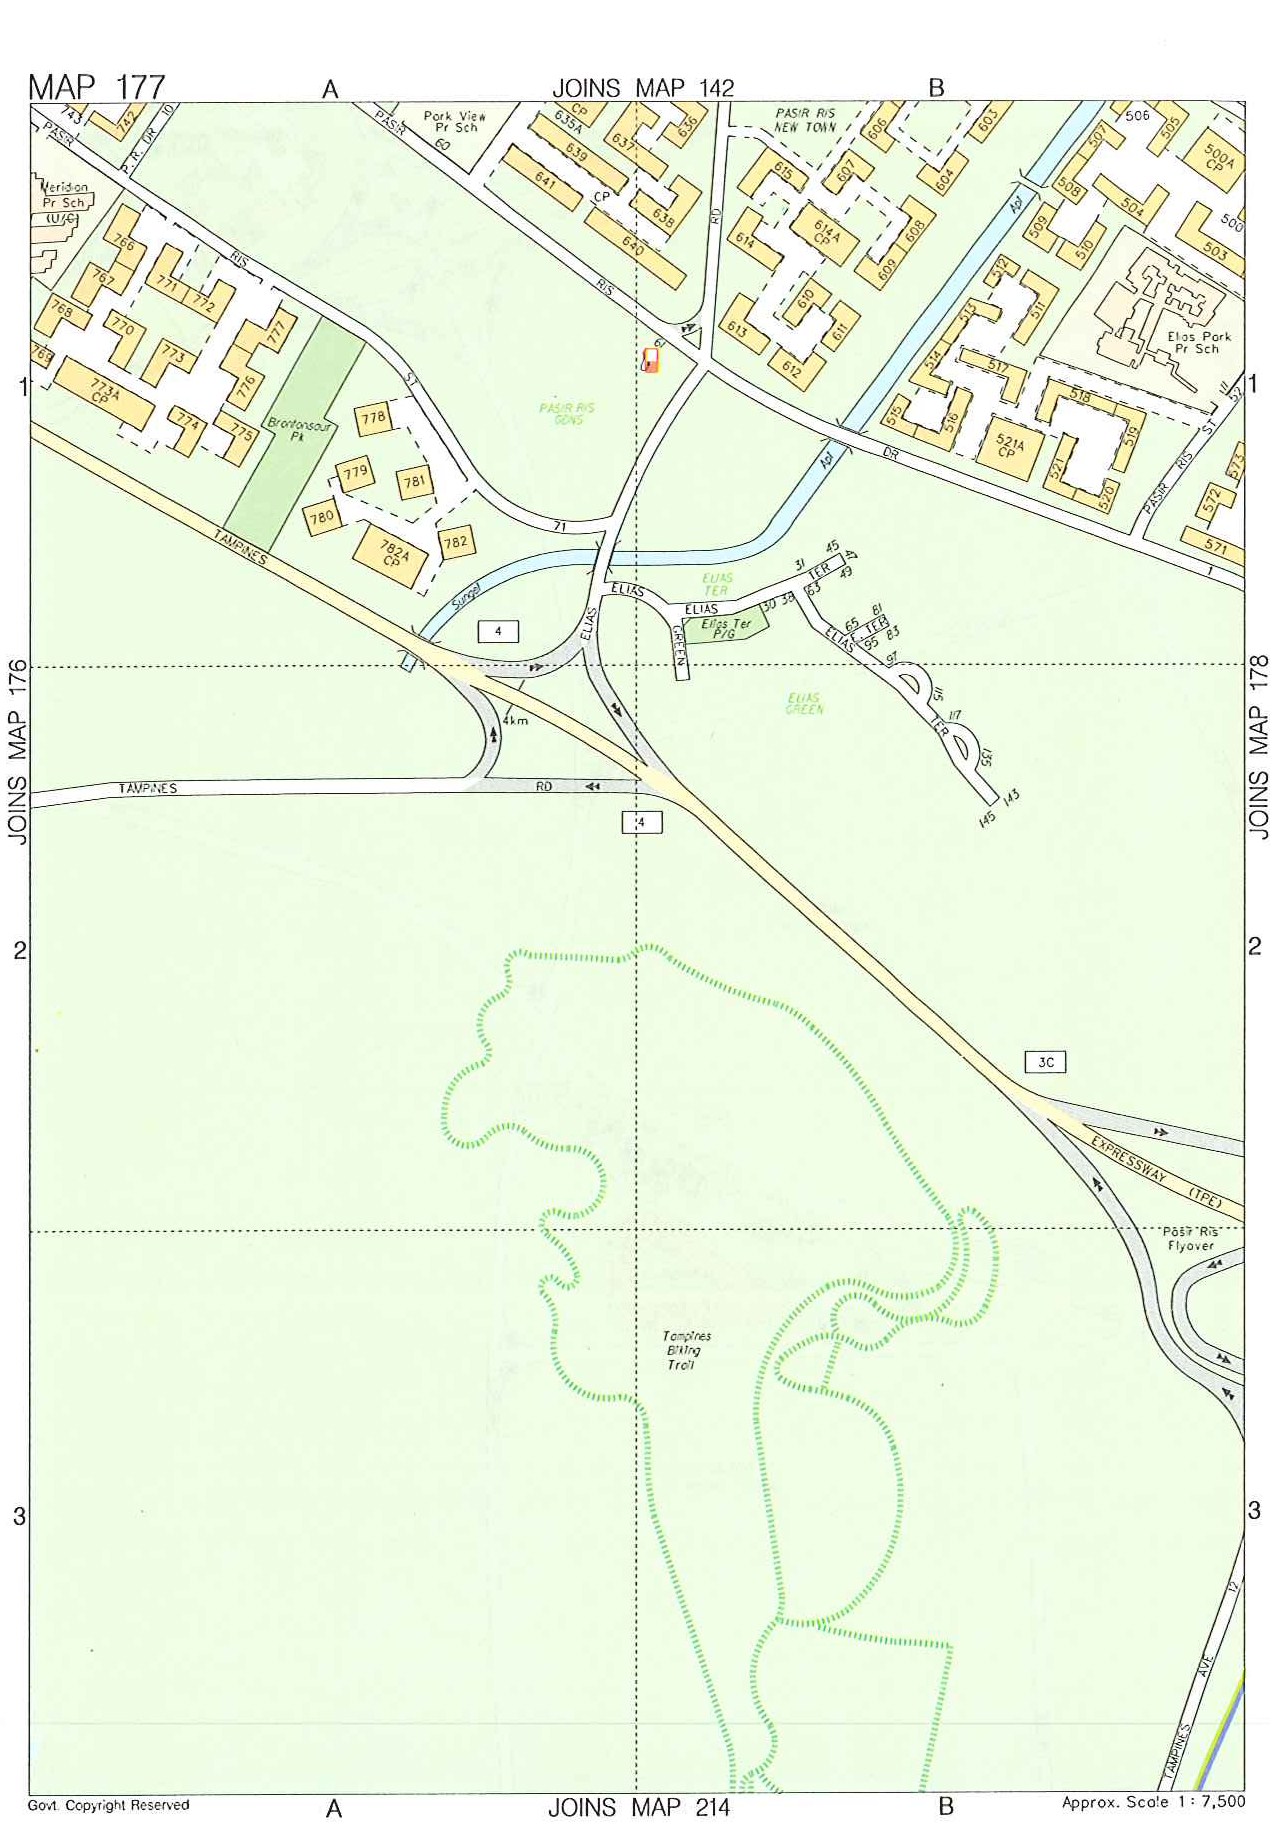 MAP 177
A
JOINS MAP 142
B
743
742
PASIR
P. R. DR 10
Park View
Pr Sch
PASIR
60
635A
CP
637
636
639
641
CP
638
640
RD
PASIR RIS
NEW TOWN
606
603
615
607
604
614
614A
CP
608
609
610
613
611
612
Api
506
507
505
500A
CP
508
504
509
510
500
503
512
513
511
514
517
515
516
518
519
521A
CP
521
520
Elias Park
Pr Sch
11
52
PASIR RIS ST
573
572
571
Meridian
Pr Sch
(U/C)
766
767
771
772
768
770
777
769
773
776
773A
CP
774
775
RIS
RIS
61
1
1
ST
778
Brontonsaur
Pk
PASIR RIS
GDNS
779
781
780
782A
CP
782
71
DR
Api
1
TAMPINES
Sungei
ELIAS
TER
ELIAS
ELIAS
ELIAS
GREEN
Elias Ter
P/G
30
38
31
45
47
49
TER
63
65
81
E. TER
95
83
ELIAS
97
115
117
TER
135
143
145
4
ELIAS
GREEN
4km
JOINS MAP 176
JOINS MAP 178
TAMPINES
RD
4
2
2
3C
EXPRESSWAY (TPE)
Pasir Ris
Flyover
Tampines
Biking
Trail
3
3
12
AVE
TAMPINES
Govt. Copyright Reserved
A
JOINS MAP 214
B
Approx. Scale 1 : 7,500